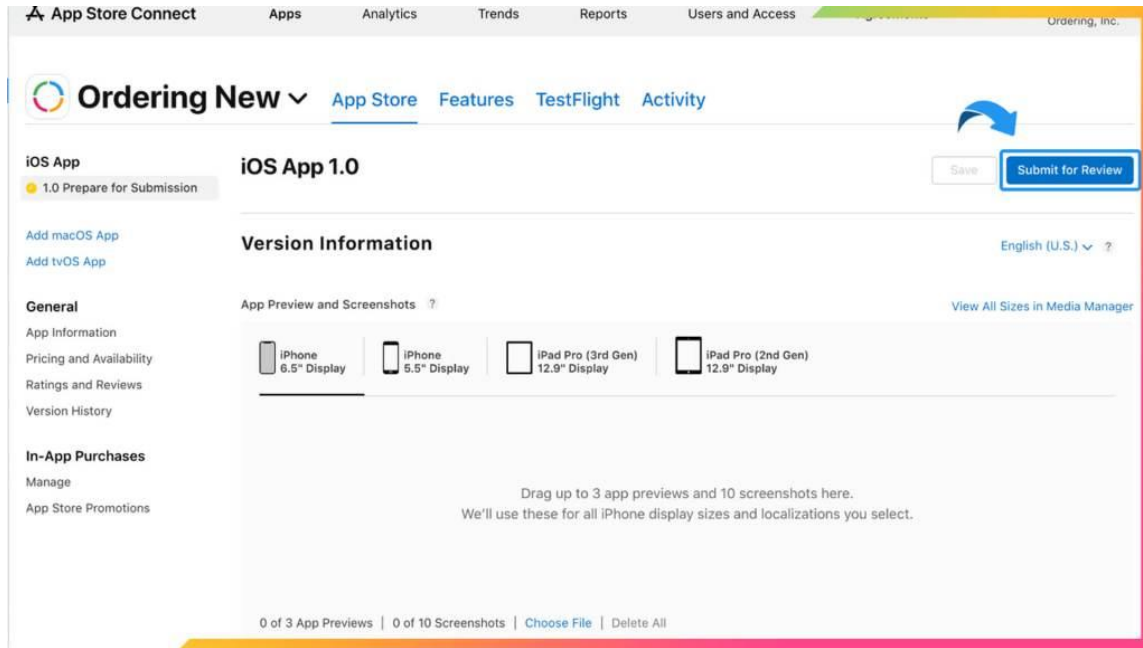 App Store Connect Apps Analytics Trends Reports Users and Access
Ordering, Inc.
Ordering New App Store Features TestFlight Activity
iOS App
1.0 Prepare for Submission
Add macOS App
Add tvOS App
General
App Information
Pricing and Availability
Ratings and Reviews
Version History
In-App Purchases
Manage
App Store Promotions
iOS App 1.0
Save Submit for Review
Version Information
English (U.S.) ?
App Preview and Screenshots ?
View All Sizes in Media Manager
iPhone
6.5" Display
iPhone
5.5" Display
iPad Pro (3rd Gen)
12.9" Display
iPad Pro (2nd Gen)
12.9" Display
Drag up to 3 app previews and 10 screenshots here.
We'll use these for all iPhone display sizes and localizations you select.
0 of 3 App Previews | 0 of 10 Screenshots | Choose File | Delete All